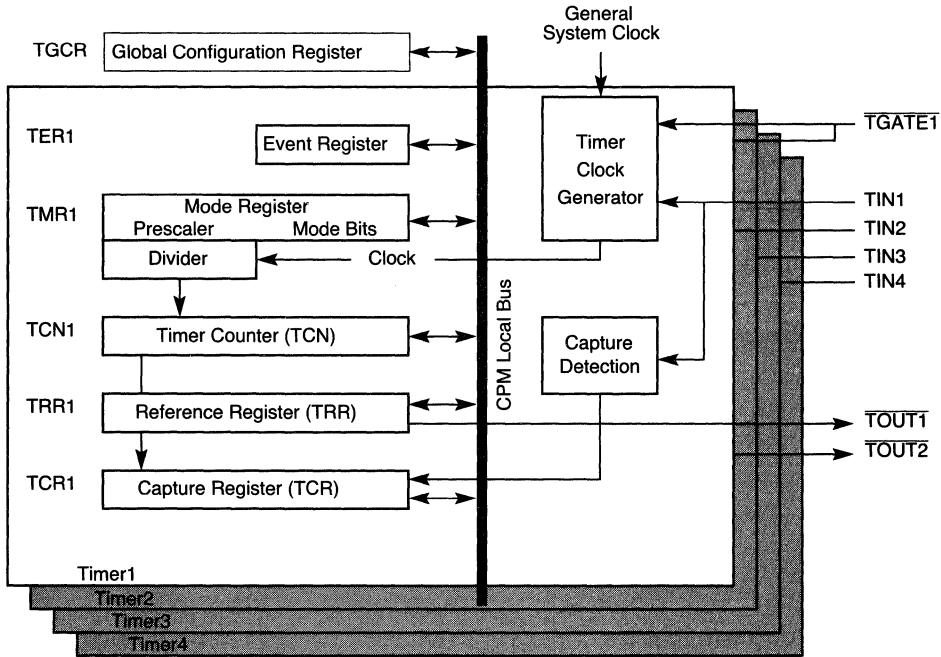 General
System Clock
TGCR
Global Configuration Register
TER1
Event Register
TMR1
Mode Register
Prescaler
Mode Bits
Divider
Clock
TCN1
Timer Counter (TCN)
TRR1
Reference Register (TRR)
TCR1
Capture Register (TCR)
CPM Local Bus
Timer
Clock
Generator
Capture
Detection
TGATE1
TIN1
TIN2
TIN3
TIN4
TOUT1
TOUT2
Timer1
Timer2
Timer3
Timer4